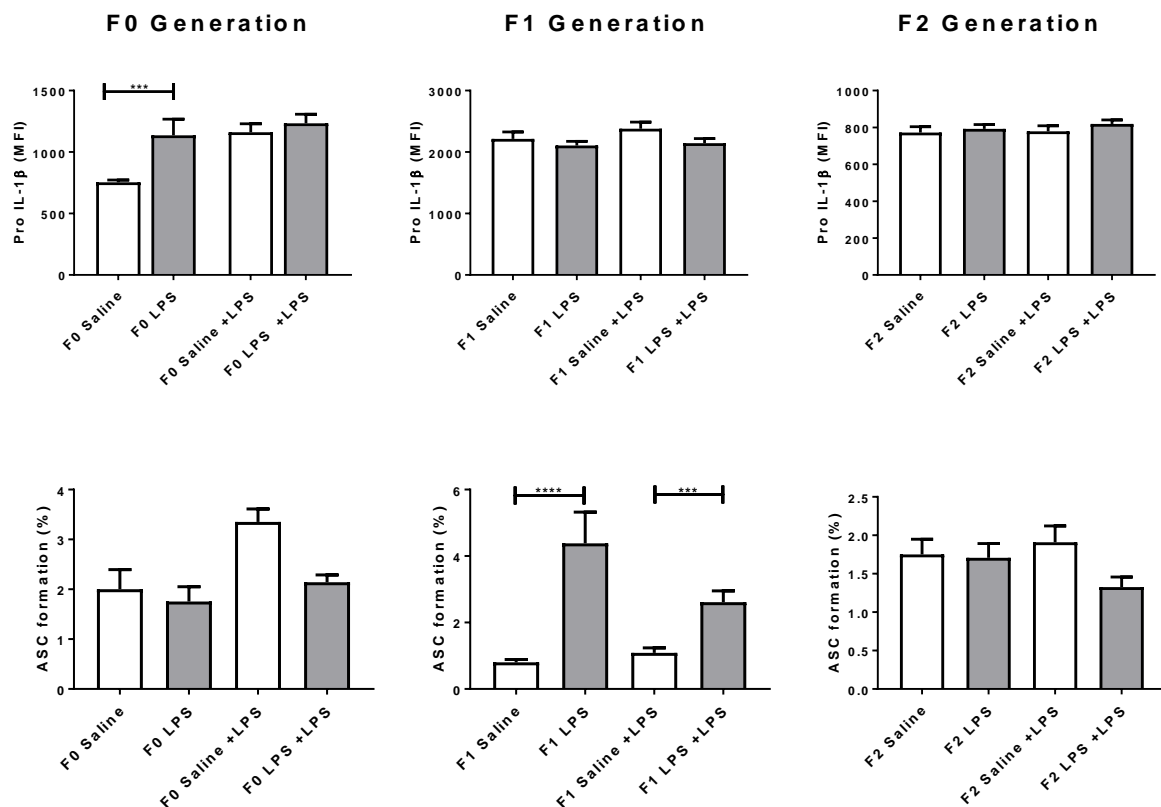 F0 Generation
F1 Generation
F2 Generation
Pro IL-1β (MFI)
1500
1000
500
0
***
F0 Saline
F0 LPS
F0 Saline +LPS
F0 LPS +LPS
Pro IL-1β (MFI)
3000
2000
1000
0
F1 Saline
F1 LPS
F1 Saline +LPS
F1 LPS +LPS
Pro IL-1β (MFI)
1000
800
600
400
200
0
F2 Saline
F2 LPS
F2 Saline +LPS
F2 LPS +LPS
ASC formation (%)
4
3
2
1
0
F0 Saline
F0 LPS
F0 Saline +LPS
F0 LPS +LPS
ASC formation (%)
6
4
2
0
****
***
F1 Saline
F1 LPS
F1 Saline +LPS
F1 LPS +LPS
ASC formation (%)
2.5
2.0
1.5
1.0
0.5
0.0
F2 Saline
F2 LPS
F2 Saline +LPS
F2 LPS +LPS